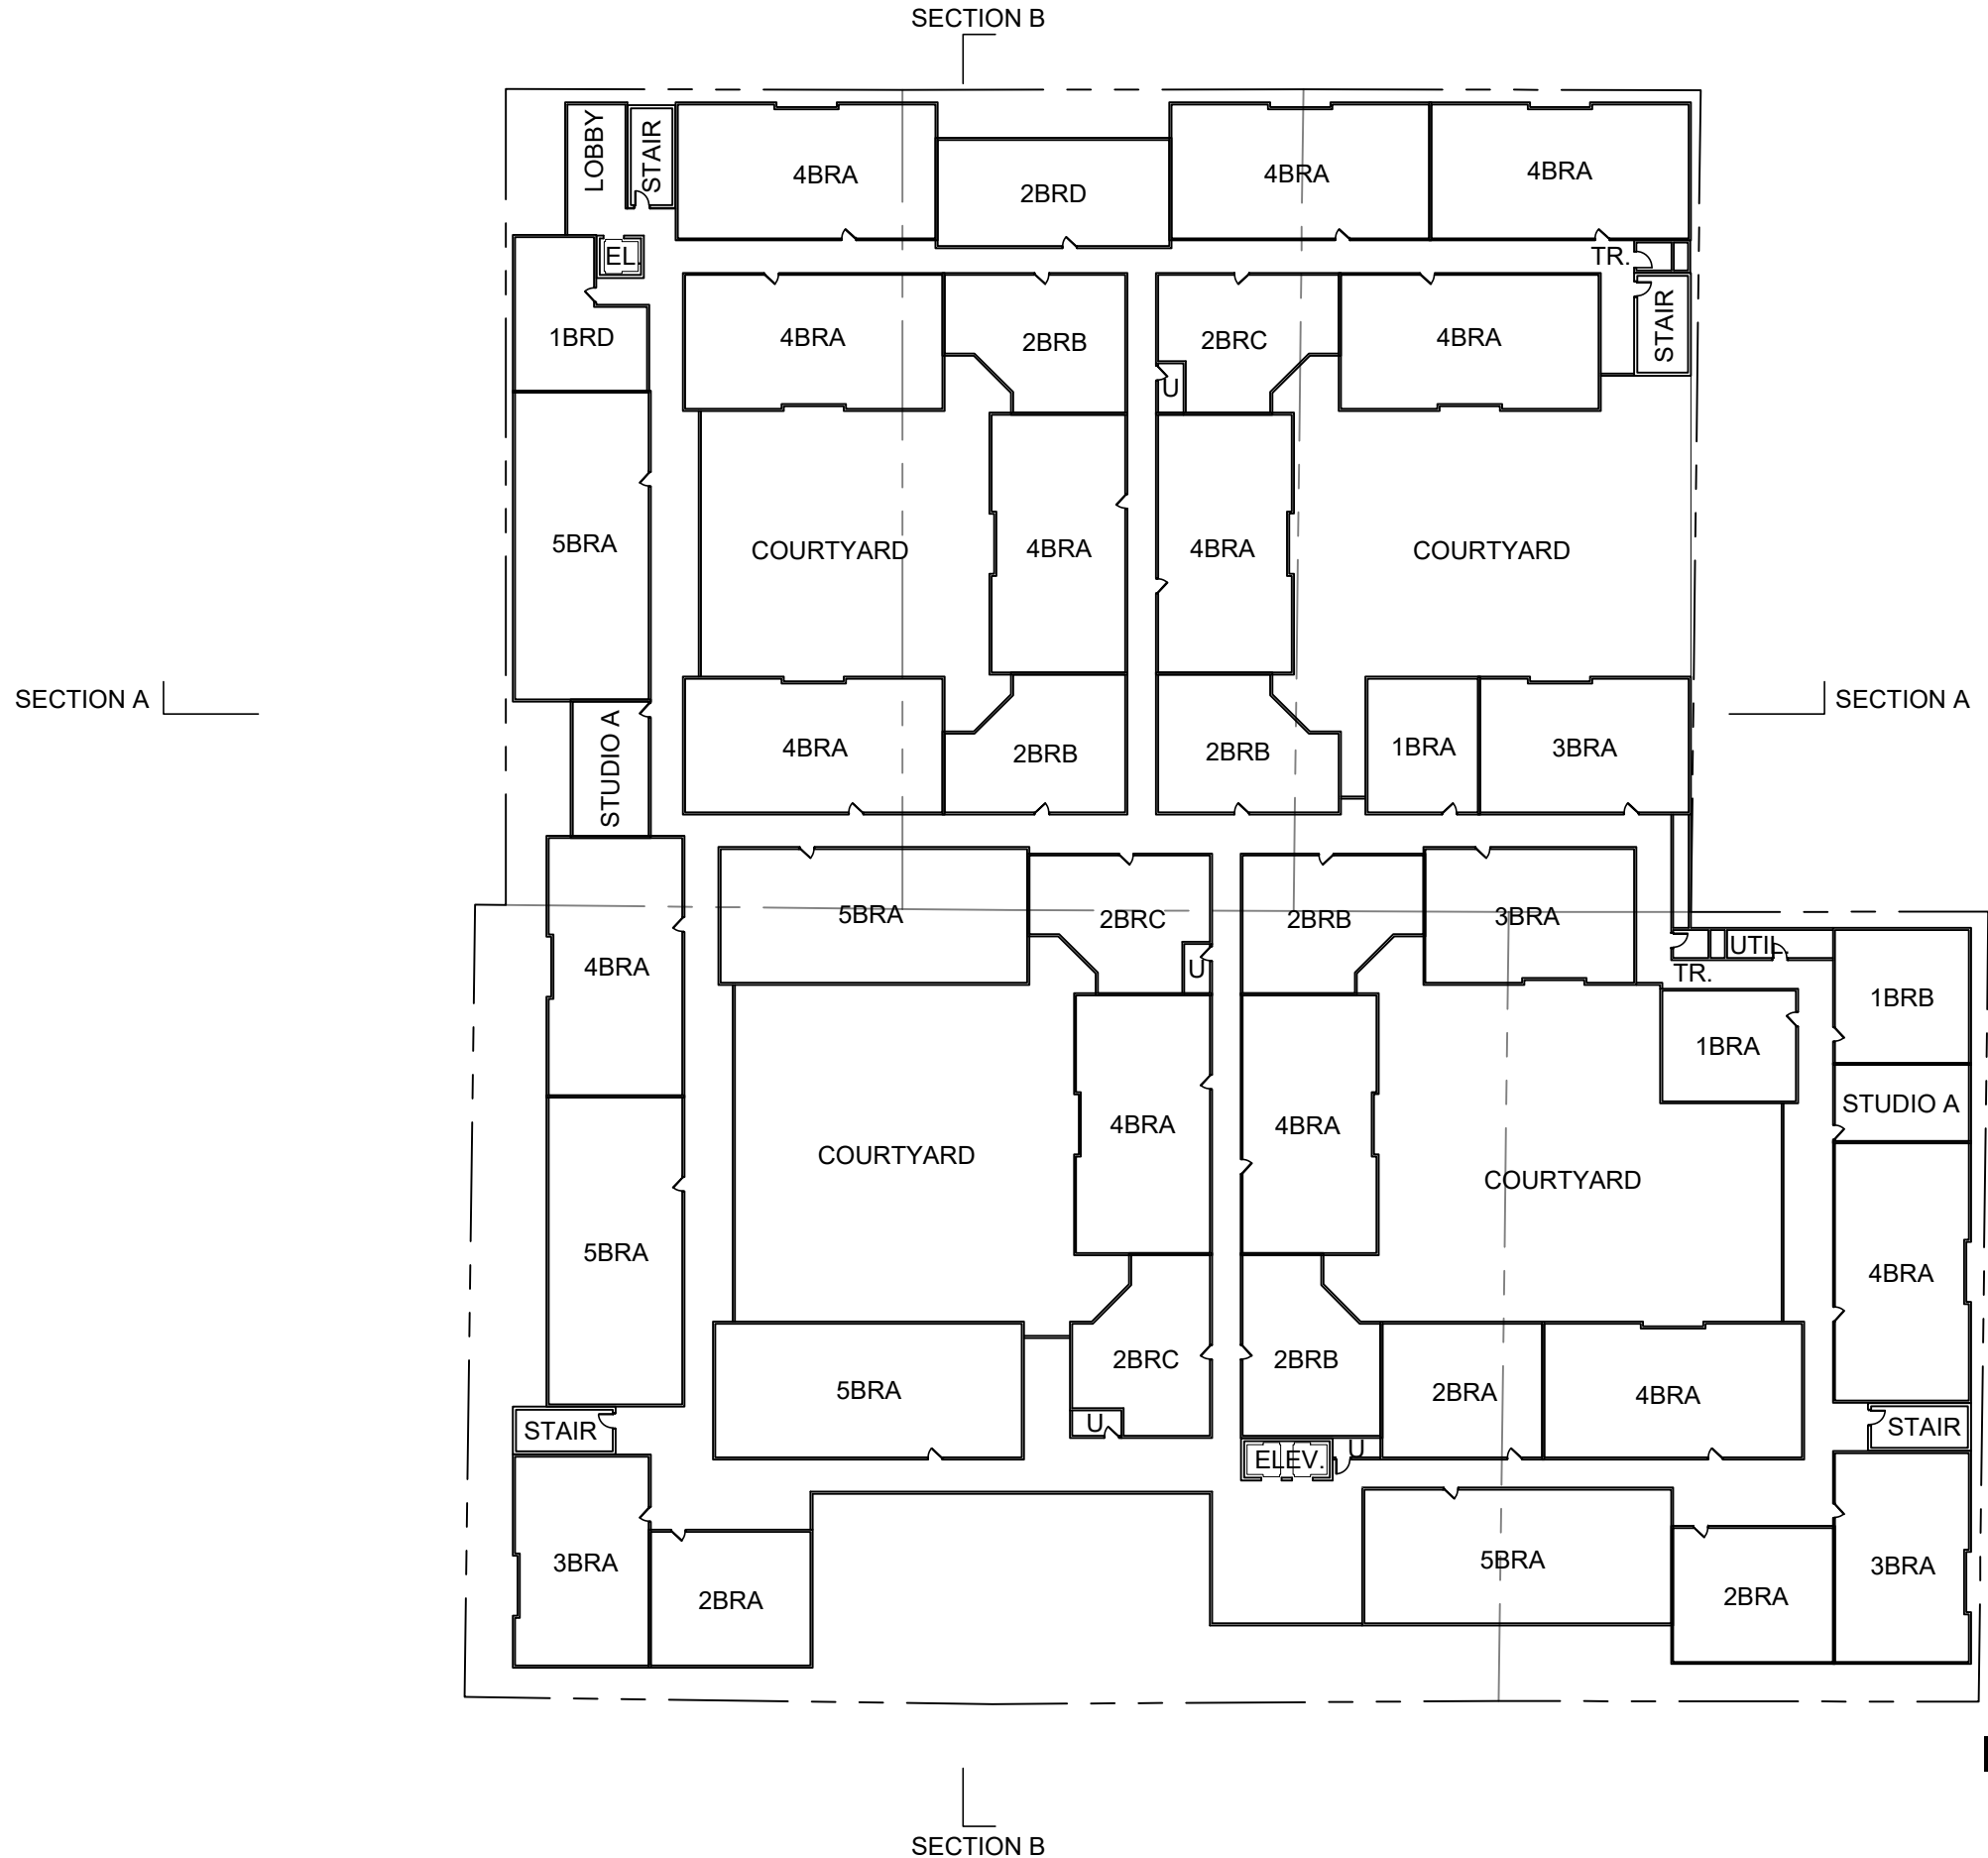 SECTION B
LOBBY
STAIR
4BRA
2BRD
4BRA
4BRA
EL.
TR.
1BRD
4BRA
2BRB
2BRC
4BRA
STAIR
U
5BRA
COURTYARD
4BRA
4BRA
COURTYARD
SECTION A
SECTION A
STUDIO A
4BRA
2BRB
2BRB
1BRA
3BRA
5BRA
2BRC
2BRB
3BRA
UTIL.
4BRA
U
TR.
1BRB
1BRA
STUDIO A
4BRA
4BRA
COURTYARD
COURTYARD
5BRA
4BRA
2BRC
2BRB
5BRA
2BRA
4BRA
STAIR
U
STAIR
ELEV.
U
3BRA
5BRA
3BRA
2BRA
2BRA
SECTION B